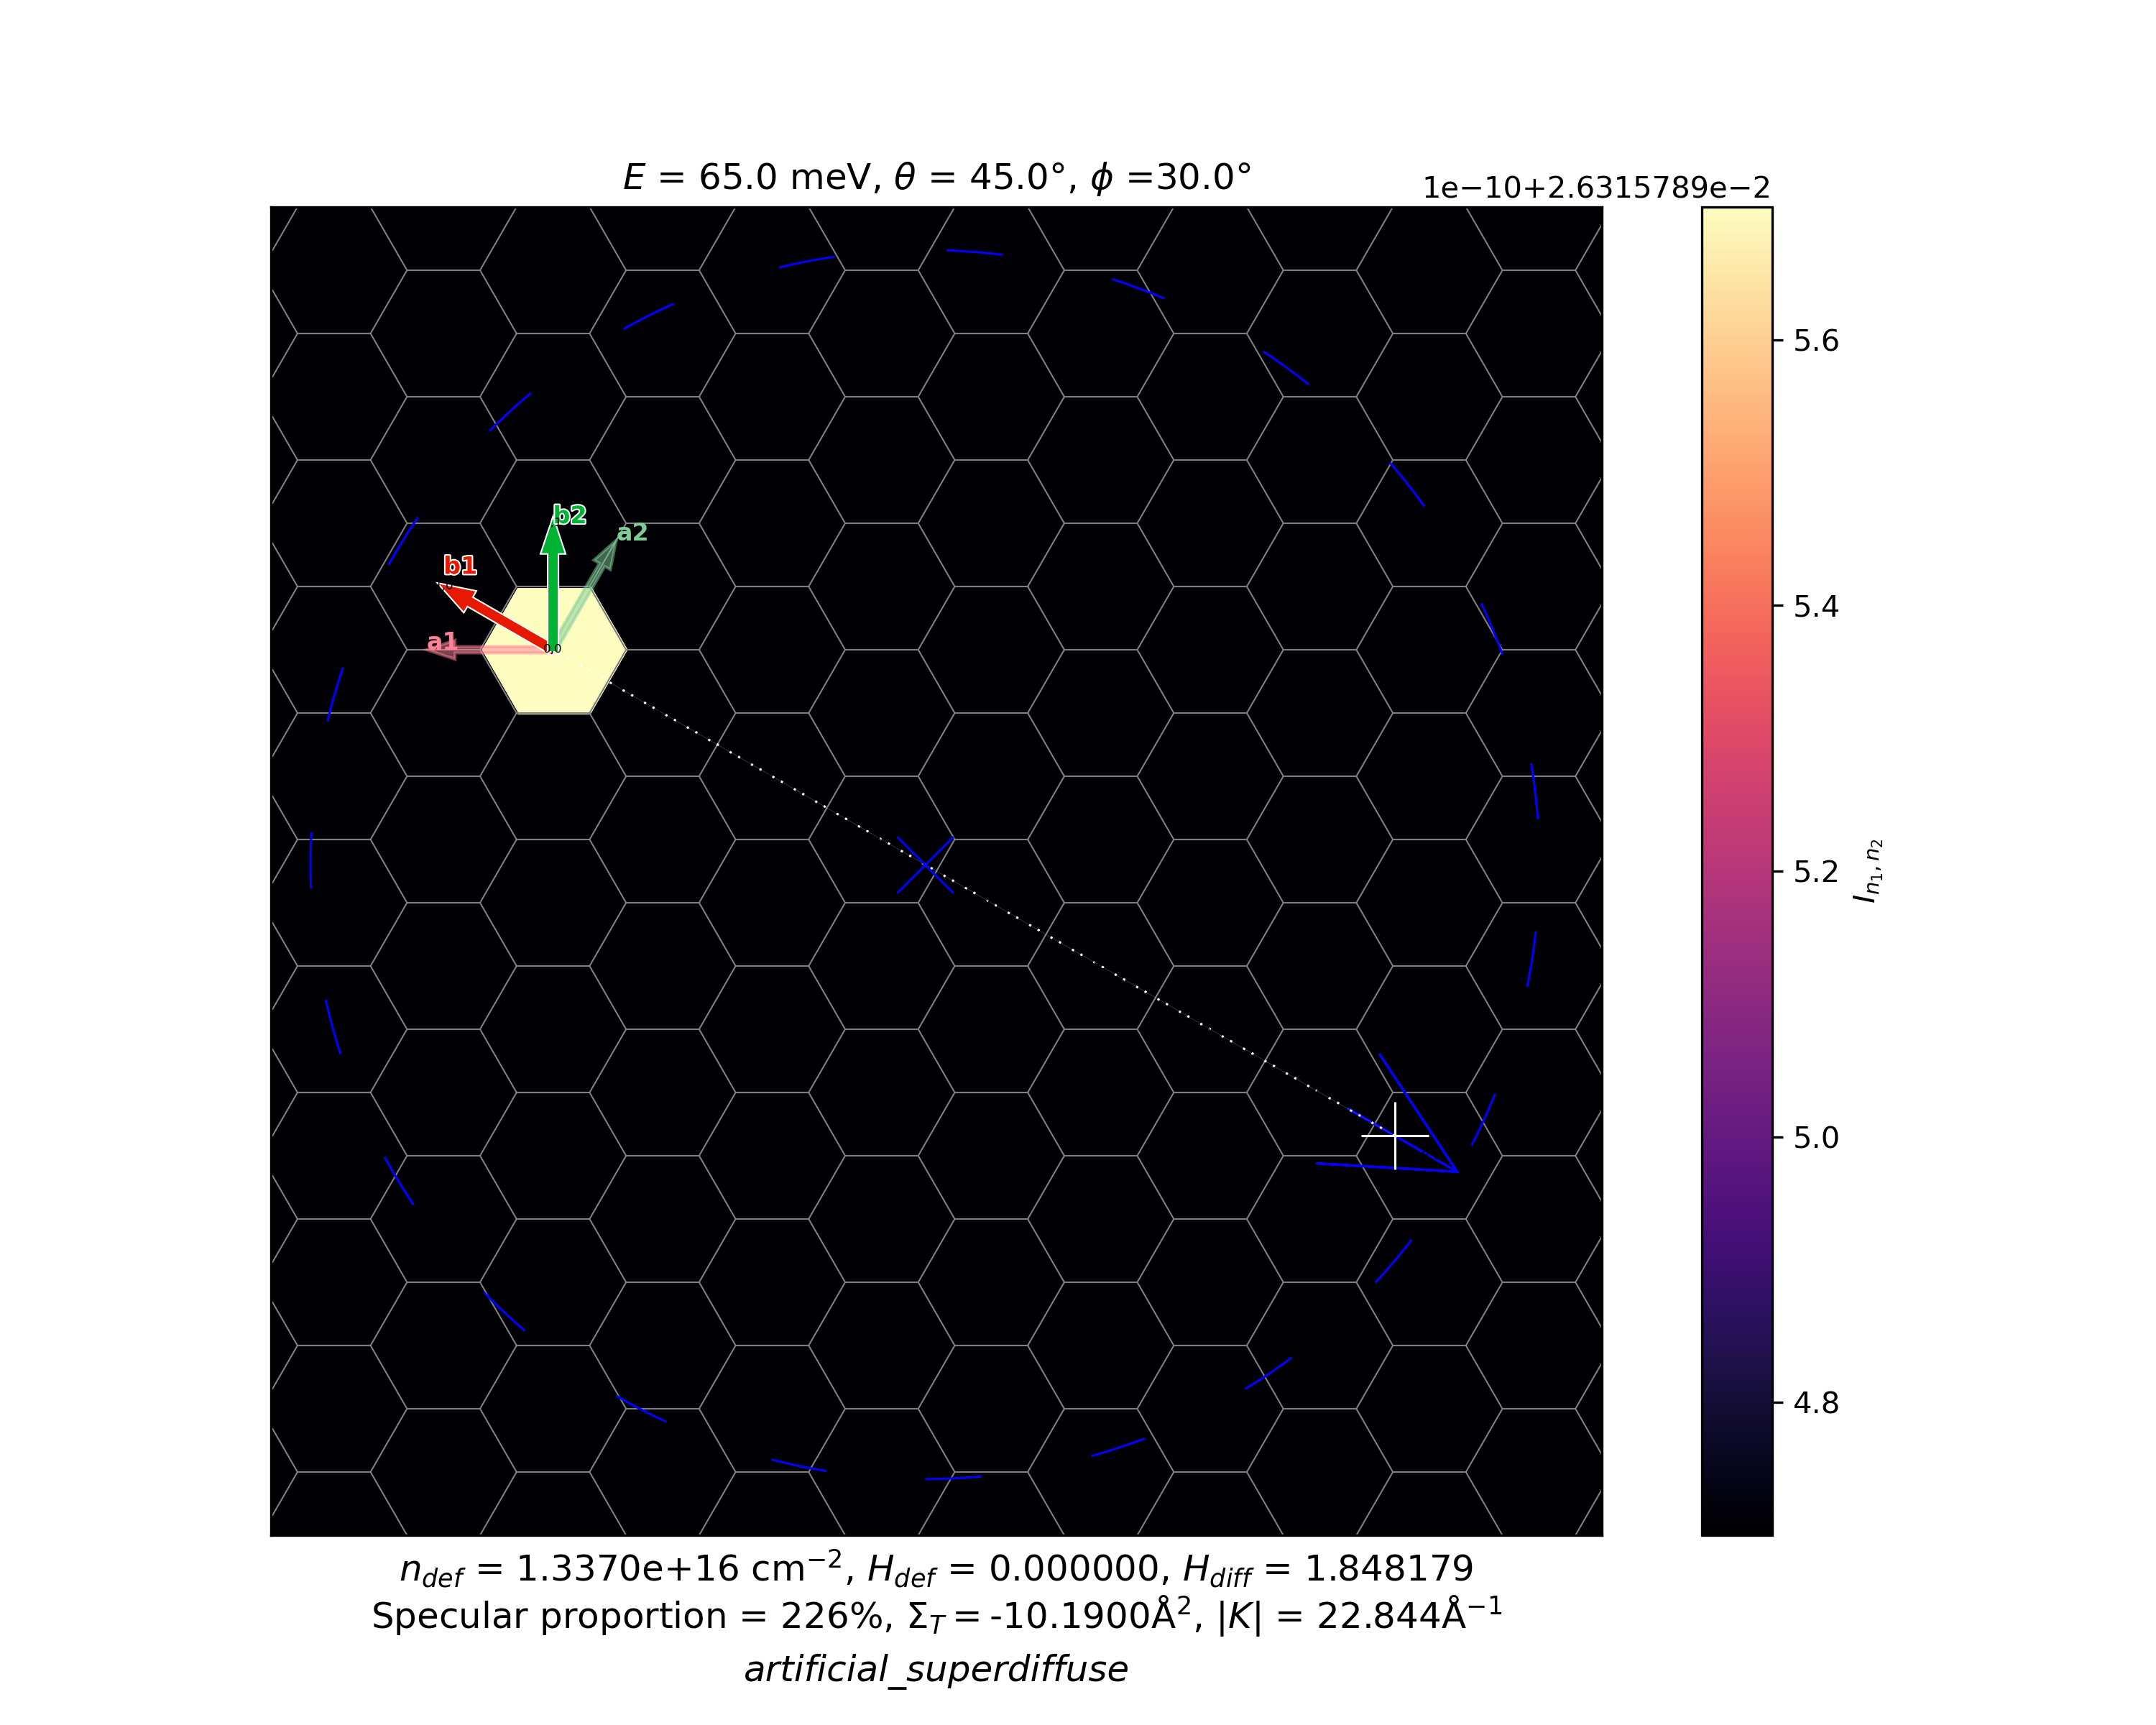 E = 65.0 meV, θ = 45.0°, ϕ =30.0°
1e−10+2.6315789e−2
5.6
5.4
5.2
5.0
4.8
I_{n_1, n_2}
b2
a2
b1
a1
0,0
n_{def} = 1.3370e+16 cm^{−2}, H_{def} = 0.000000, H_{diff} = 1.848179
Specular proportion = 226%, Σ_T = -10.1900Å^2, |K| = 22.844Å^{−1}
artificial_superdiffuse